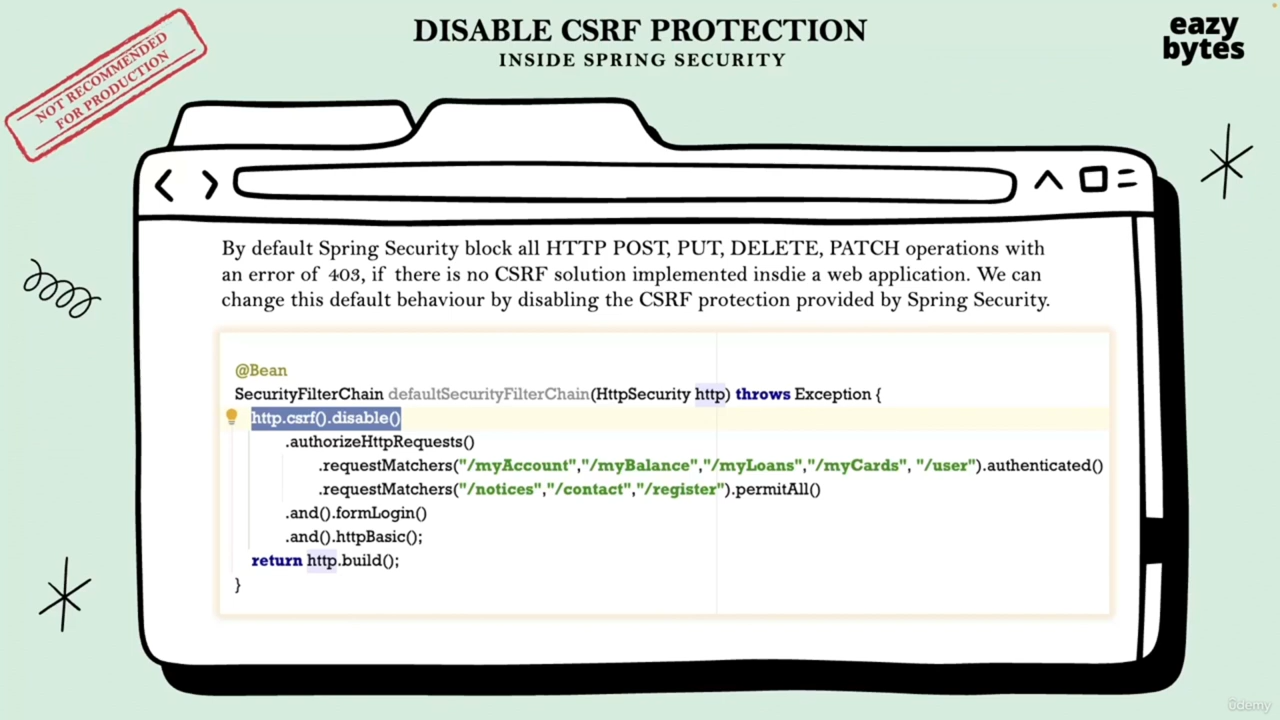 DISABLE CSRF PROTECTION
INSIDE SPRING SECURITY
eazy
bytes
NOT RECOMMENDED
FOR PRODUCTION
By default Spring Security block all HTTP POST, PUT, DELETE, PATCH operations with
an error of 403, if there is no CSRF solution implemented insdie a web application. We can
change this default behaviour by disabling the CSRF protection provided by Spring Security.
@Bean
SecurityFilterChain defaultSecurityFilterChain(HttpSecurity http) throws Exception {
http.csrf().disable()
.authorizeHttpRequests()
.requestMatchers("/myAccount","/myBalance","/myLoans","/myCards", "/user").authenticated()
.requestMatchers("/notices","/contact","/register").permitAll()
.and().formLogin()
.and().httpBasic();
return http.build();
}
ûdemy